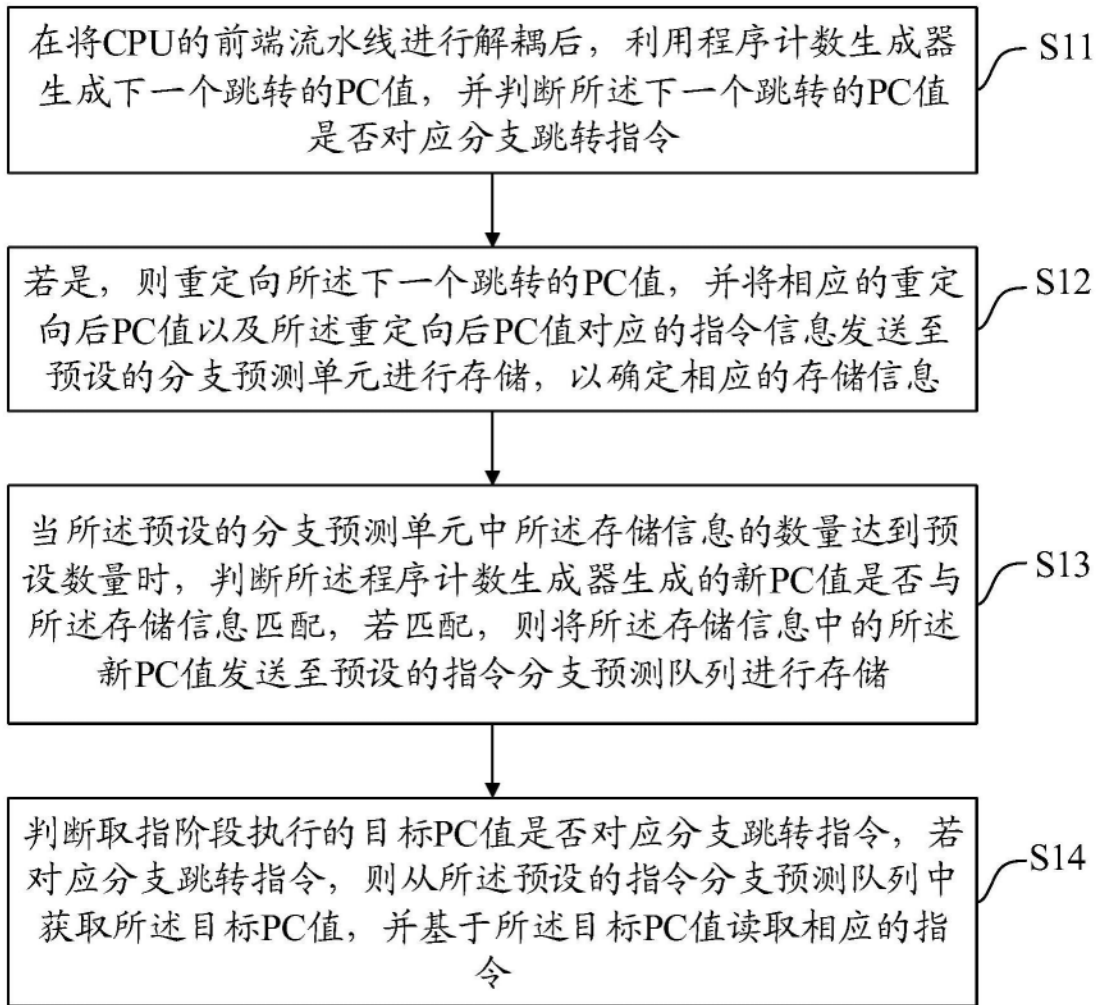 在将CPU的前端流水线进行解耦后，利用程序计数生成器
生成下一个跳转的PC值，并判断所述下一个跳转的PC值
是否对应分支跳转指令
S11
若是，则重定向所述下一个跳转的PC值，并将相应的重定
向后PC值以及所述重定向后PC值对应的指令信息发送至
预设的分支预测单元进行存储，以确定相应的存储信息
S12
当所述预设的分支预测单元中所述存储信息的数量达到预
设数量时，判断所述程序计数生成器生成的新PC值是否与
所述存储信息匹配，若匹配，则将所述存储信息中的所述
新PC值发送至预设的指令分支预测队列进行存储
S13
判断取指阶段执行的目标PC值是否对应分支跳转指令，若
对应分支跳转指令，则从所述预设的指令分支预测队列中
获取所述目标PC值，并基于所述目标PC值读取相应的指
令
S14